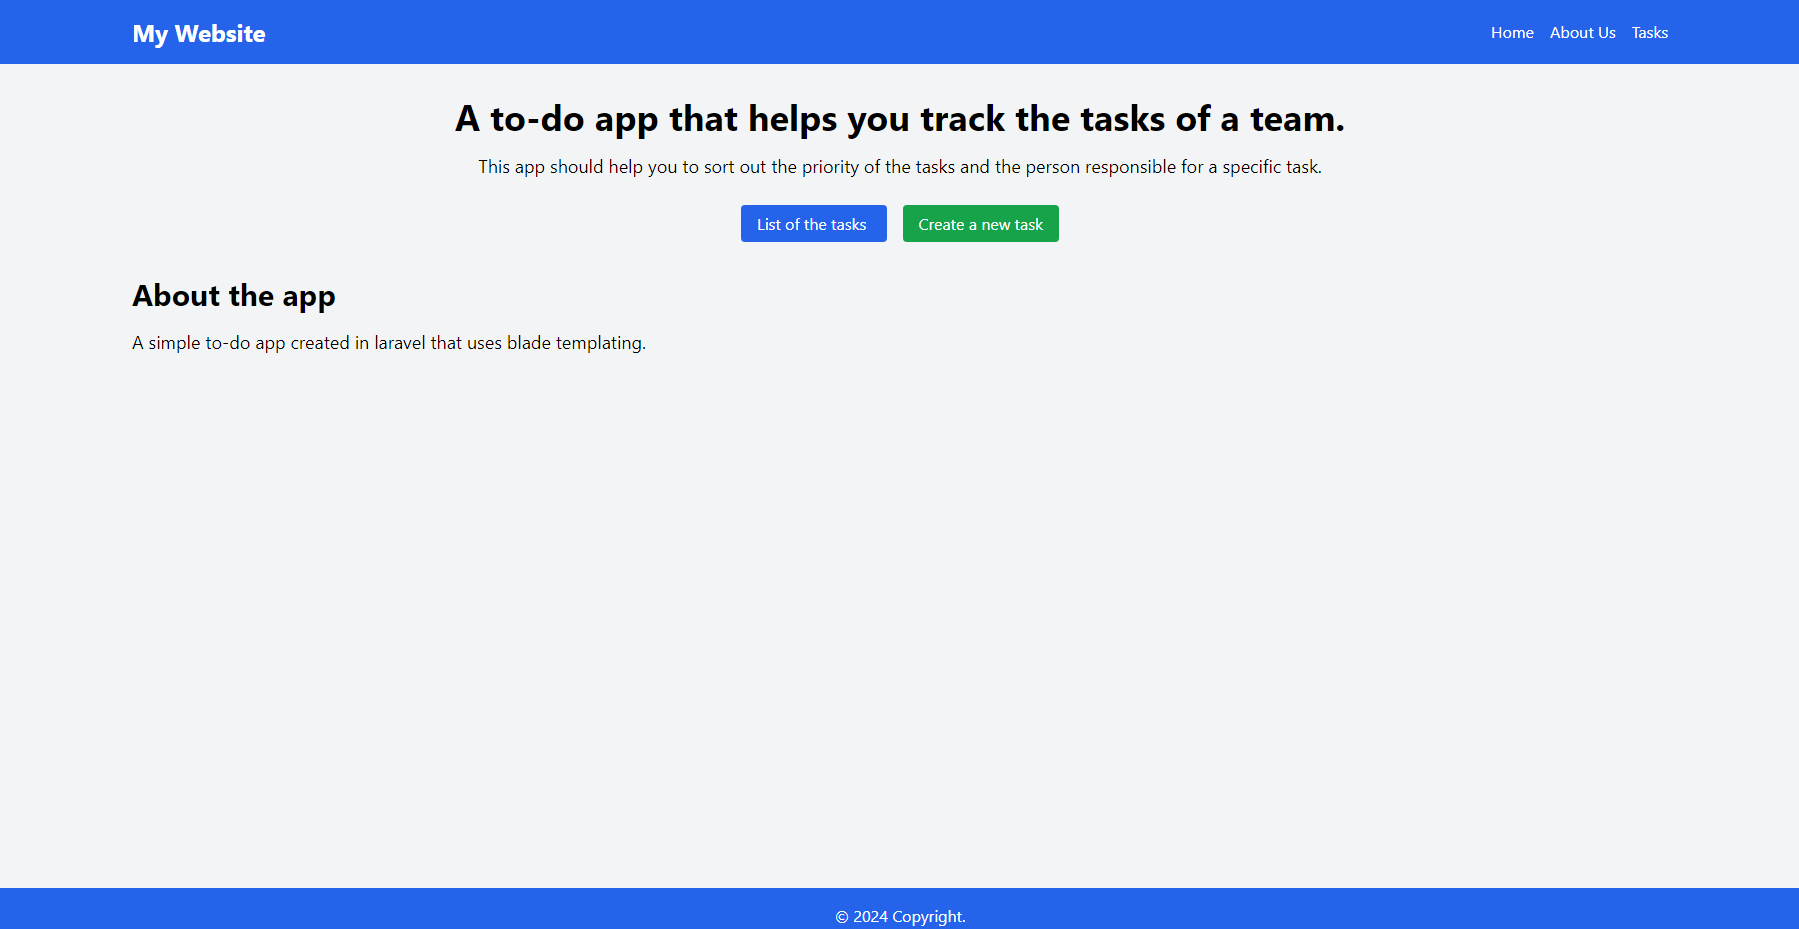 My Website
Home About Us Tasks
A to-do app that helps you track the tasks of a team.
This app should help you to sort out the priority of the tasks and the person responsible for a specific task.
List of the tasks Create a new task
About the app
A simple to-do app created in laravel that uses blade templating.
© 2024 Copyright.